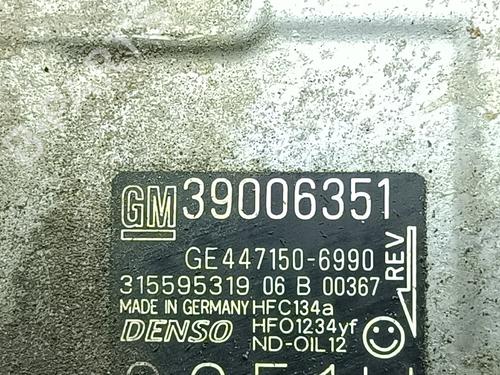 GM 39006351
GE447150-6990
REV
315595319 06 B 00367
MADE IN GERMANY HFC134a
DENSO HFO1234yf
ND-OIL12